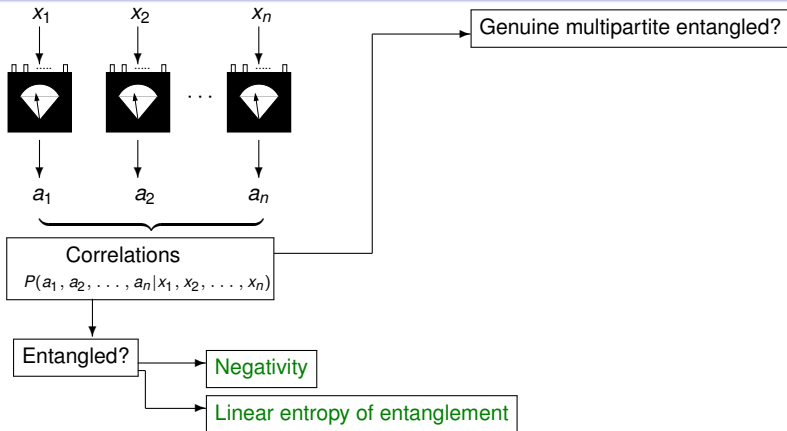 x₁ x₂ xₙ
Genuine multipartite entangled?
..... ..... .....
. . .
a₁ a₂ aₙ
Correlations
P(a₁, a₂, . . . , aₙ|x₁, x₂, . . . , xₙ)
Entangled?
Negativity
Linear entropy of entanglement